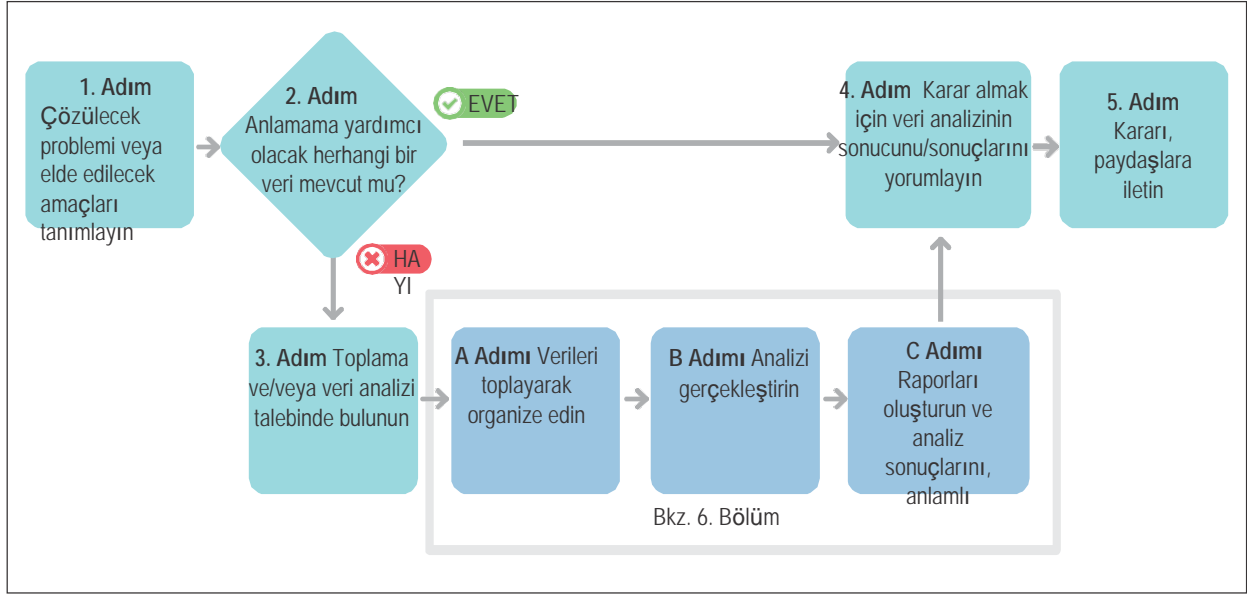 1. Adım
Çözülecek
problemi veya
elde edilecek
amaçları
tanımlayın
2. Adım
Anlamama yardımcı
olacak herhangi bir
veri mevcut mu?
EVET
HA
YI
4. Adım Karar almak
için veri analizinin
sonucunu/sonuçlarını
yorumlayın
5. Adım
Kararı,
paydaşlara
iletin
3. Adım Toplama
ve/veya veri analizi
talebinde bulunun
A Adımı Verileri
toplayarak
organize edin
B Adımı Analizi
gerçekleştirin
C Adımı
Raporları
oluşturun ve
analiz
sonuçlarını,
anlamlı
Bkz. 6. Bölüm